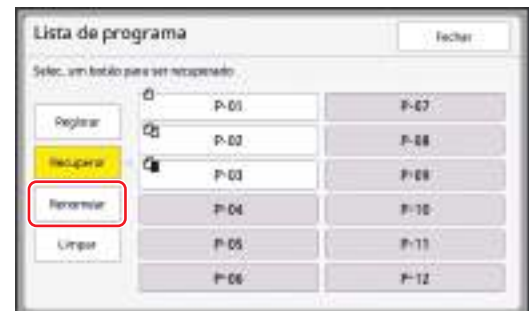 Lista de programa
Fechar
Selec. um botão para ser recuperado
Registrar
Recuperar
Renomear
Limpar
P-01
P-02
P-03
P-04
P-05
P-06
P-07
P-08
P-09
P-10
P-11
P-12